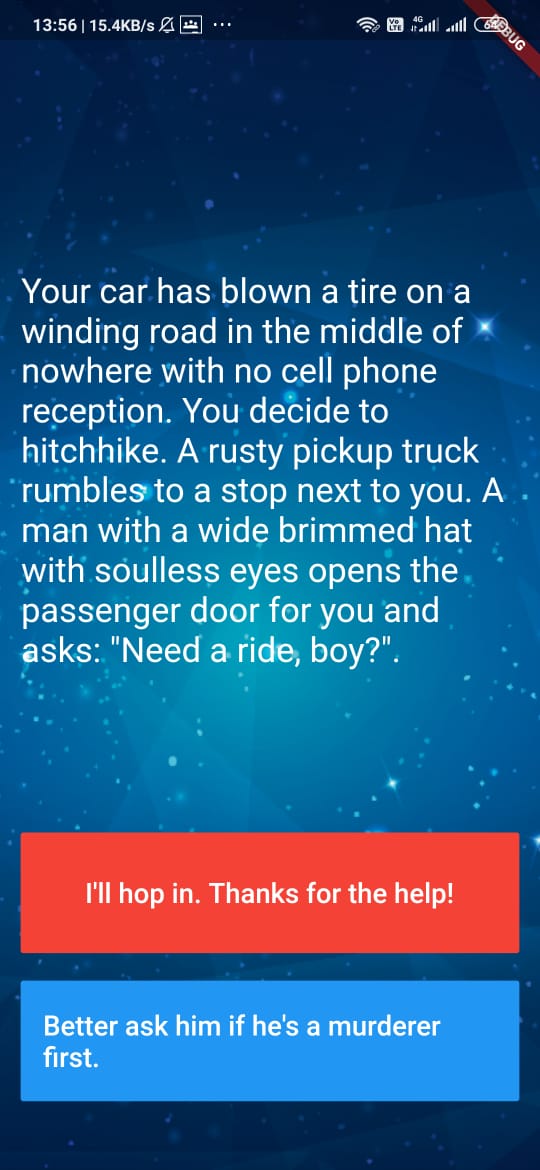 13:56 | 15.4KB/s
Vo LTE 4G
Your car has blown a tire on a
winding road in the middle of
nowhere with no cell phone
reception. You decide to
hitchhike. A rusty pickup truck
rumbles to a stop next to you. A
man with a wide brimmed hat
with soulless eyes opens the
passenger door for you and
asks: "Need a ride, boy?".
I'll hop in. Thanks for the help!
Better ask him if he's a murderer
first.